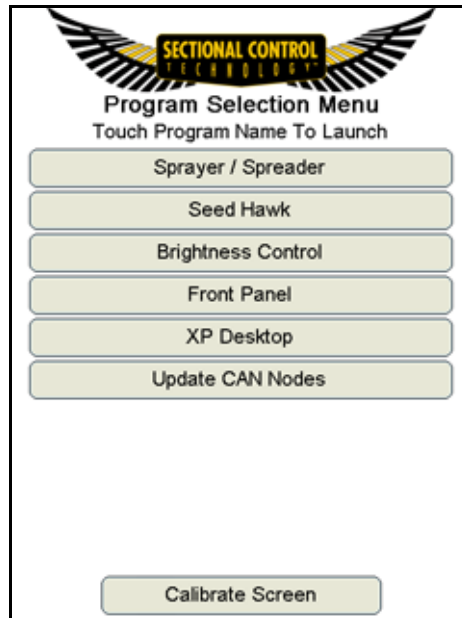 SECTIONAL CONTROL
TECHNOLOGY™
Program Selection Menu
Touch Program Name To Launch
Sprayer / Spreader
Seed Hawk
Brightness Control
Front Panel
XP Desktop
Update CAN Nodes
Calibrate Screen